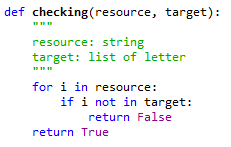 def checking(resource, target):
    """
    resource: string
    target: list of letter
    """
    for i in resource:
        if i not in target:
            return False
    return True